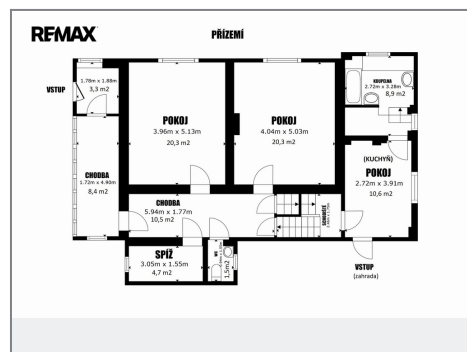 RE/MAX
PŘÍZEMÍ
VSTUP
1.78m x 1.88m
3,3 m2
POKOJ
3.96m x 5.13m
20,3 m2
POKOJ
4.04m x 5.03m
20,3 m2
KOUPELNA
2.72m x 3.28m
8,9 m2
CHODBA
1.72m x 4.90m
8,4 m2
(KUCHYŇ)
POKOJ
2.72m x 3.91m
10,6 m2
CHODBA
5.94m x 1.77m
10,5 m2
SCHODIŠTĚ
SPÍŽ
3.05m x 1.55m
4,7 m2
WC
1,5m2
VSTUP
(zahrada)